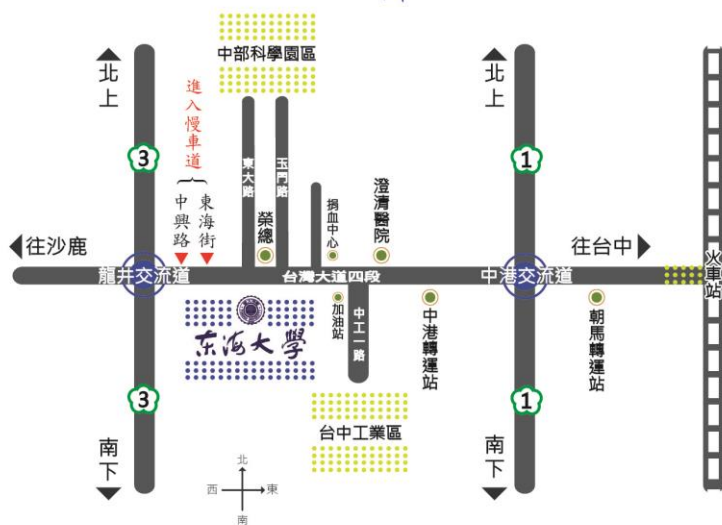 中部科學園區
北上
北上
進入慢車道
3
1
東大路
玉門路
中興路
東海街
榮總
捐血中心
澄清醫院
往沙鹿
往台中
火車站
龍井交流道
台灣大道四段
中港交流道
东海大學
加油站
中工一路
中港轉運站
朝馬轉運站
3
1
台中工業區
南下
南下
北
西
東
南